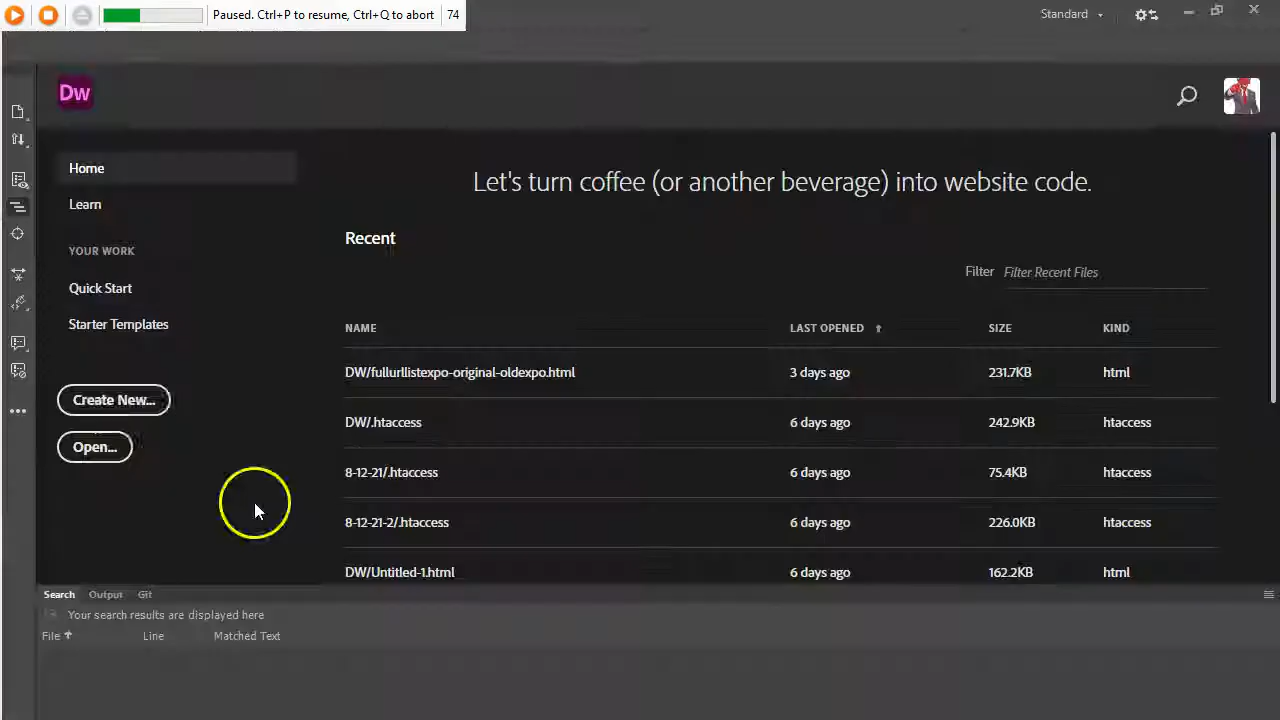 Paused. Ctrl+P to resume, Ctrl+Q to abort 74
Standard
Dw
Home
Learn
YOUR WORK
Quick Start
Starter Templates
Create New...
Open...
Let's turn coffee (or another beverage) into website code.
Recent
Filter Filter Recent Files
NAME LAST OPENED SIZE KIND
DW/fullurllistexpo-original-oldexpo.html 3 days ago 231.7KB html
DW/.htaccess 6 days ago 242.9KB htaccess
8-12-21/.htaccess 6 days ago 75.4KB htaccess
8-12-21-2/.htaccess 6 days ago 226.0KB htaccess
DW/Untitled-1.html 6 days ago 162.2KB html
Search Output Git
Your search results are displayed here
File Line Matched Text